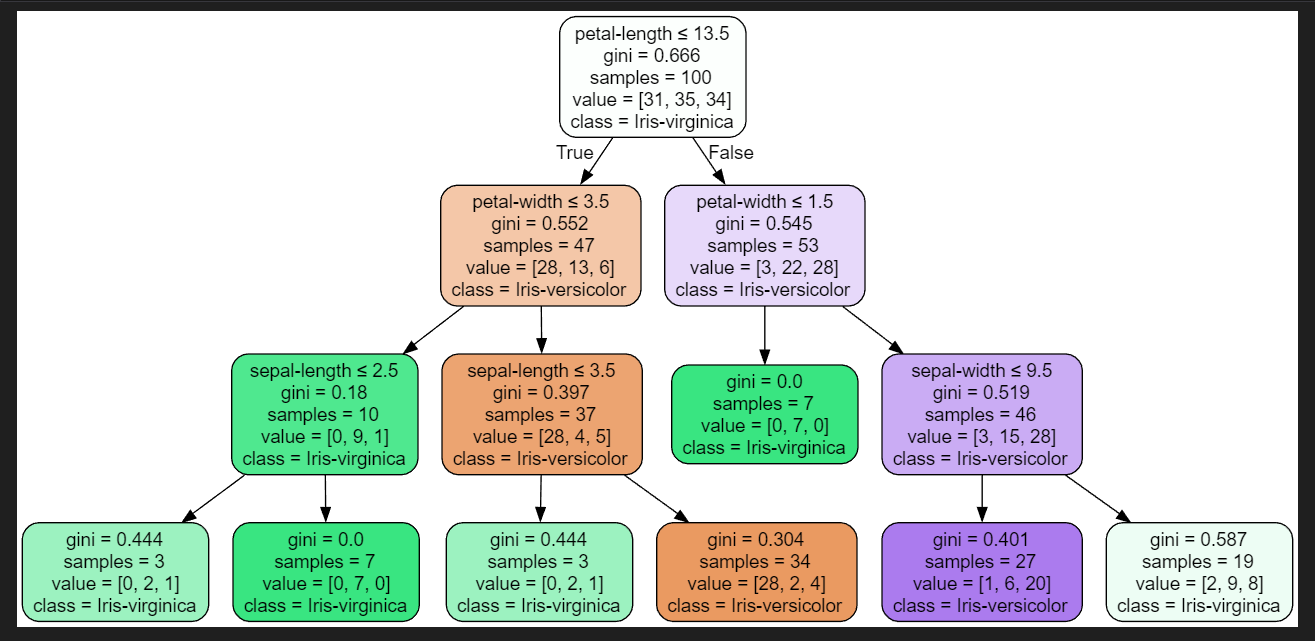 petal-length ≤ 13.5
gini = 0.666
samples = 100
value = [31, 35, 34]
class = Iris-virginica
True
False
petal-width ≤ 3.5
gini = 0.552
samples = 47
value = [28, 13, 6]
class = Iris-versicolor
petal-width ≤ 1.5
gini = 0.545
samples = 53
value = [3, 22, 28]
class = Iris-versicolor
sepal-length ≤ 2.5
gini = 0.18
samples = 10
value = [0, 9, 1]
class = Iris-virginica
sepal-length ≤ 3.5
gini = 0.397
samples = 37
value = [28, 4, 5]
class = Iris-versicolor
gini = 0.0
samples = 7
value = [0, 7, 0]
class = Iris-virginica
sepal-width ≤ 9.5
gini = 0.519
samples = 46
value = [3, 15, 28]
class = Iris-versicolor
gini = 0.444
samples = 3
value = [0, 2, 1]
class = Iris-virginica
gini = 0.0
samples = 7
value = [0, 7, 0]
class = Iris-virginica
gini = 0.444
samples = 3
value = [0, 2, 1]
class = Iris-virginica
gini = 0.304
samples = 34
value = [28, 2, 4]
class = Iris-versicolor
gini = 0.401
samples = 27
value = [1, 6, 20]
class = Iris-versicolor
gini = 0.587
samples = 19
value = [2, 9, 8]
class = Iris-virginica